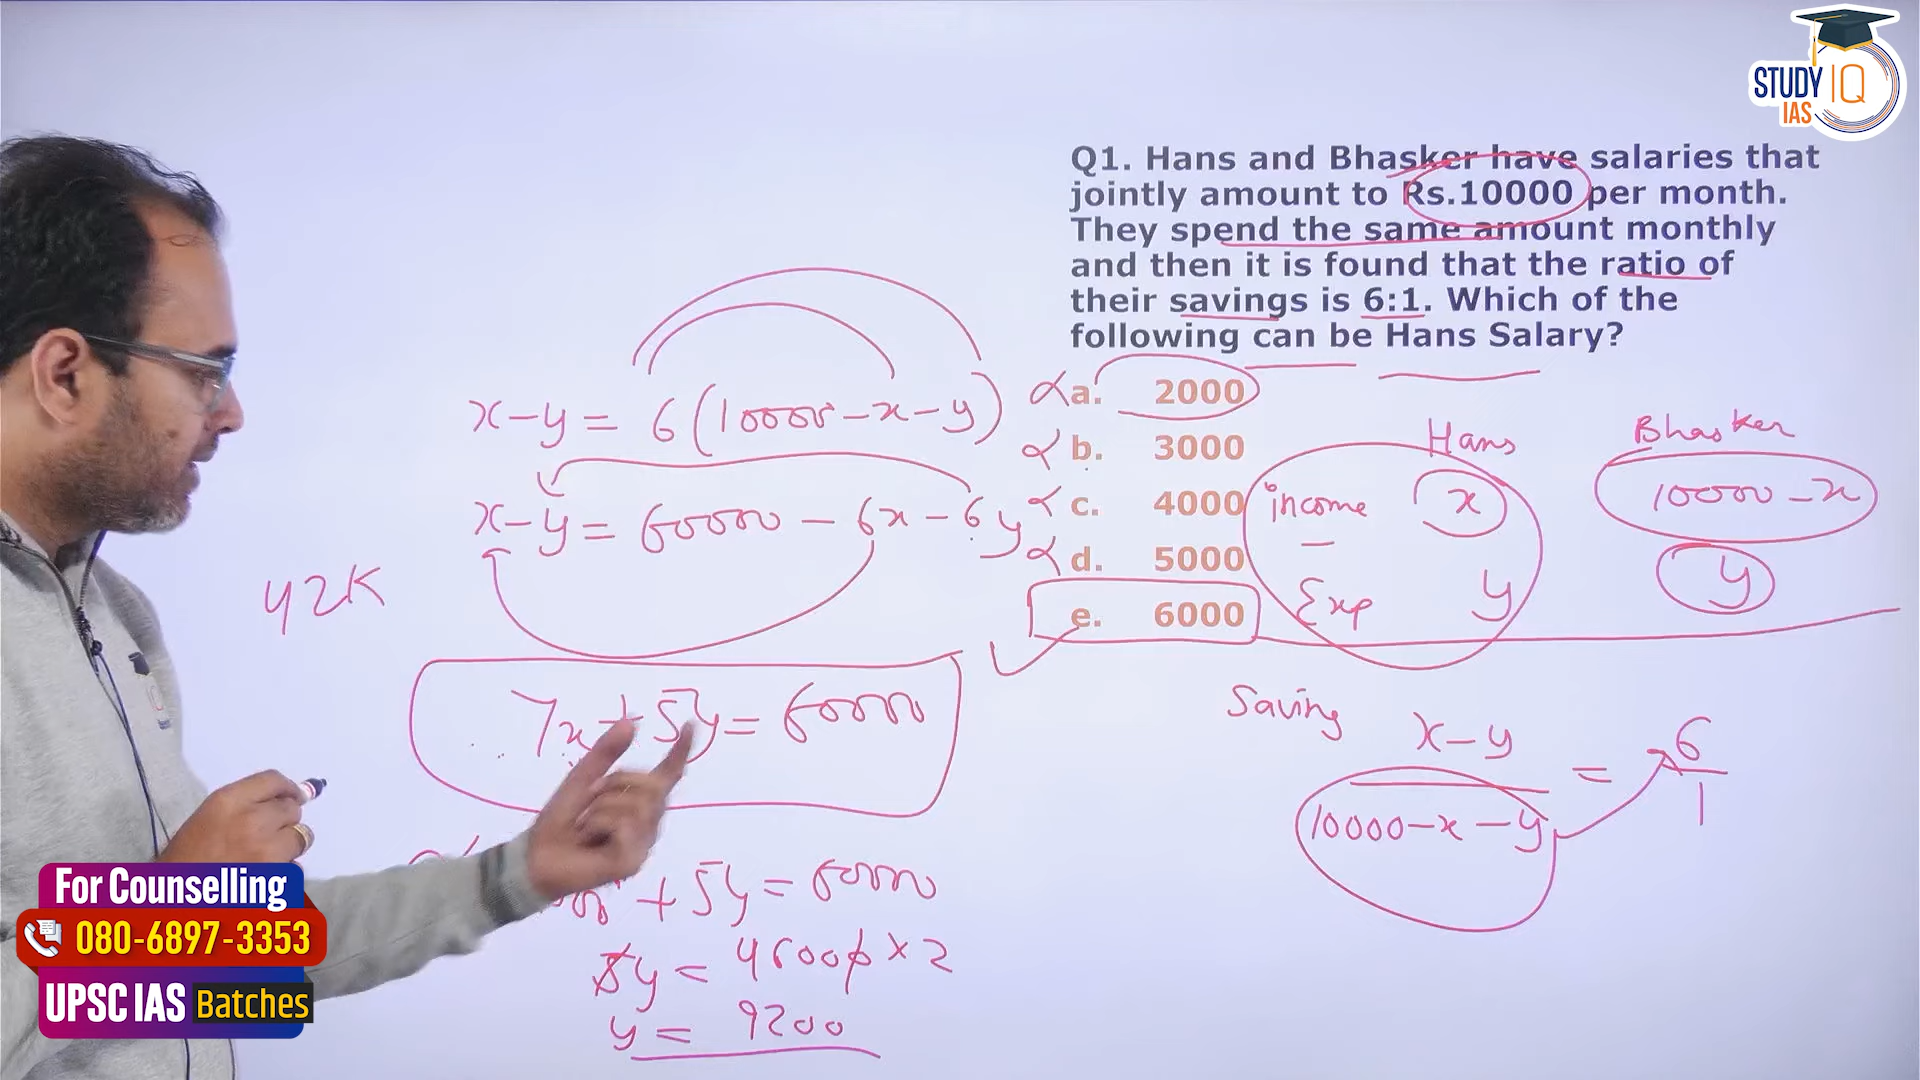 STUDY IQ
IAS
Q1. Hans and Bhasker have salaries that
jointly amount to Rs.10000 per month.
They spend the same amount monthly
and then it is found that the ratio of
their savings is 6:1. Which of the
following can be Hans Salary?
a. 2000
b. 3000
c. 4000
d. 5000
e. 6000
Hans Bhasker
income x 10000-x
Exp y y
Saving
x-y = 6
10000-x-y 1
x-y = 6(10000-x-y)
x-y = 60000-6x-6y
42K
7x+5y = 60000
+5y = 60000
5y = 46000×2
y = 9200
For Counselling
080-6897-3353
UPSC IAS Batches